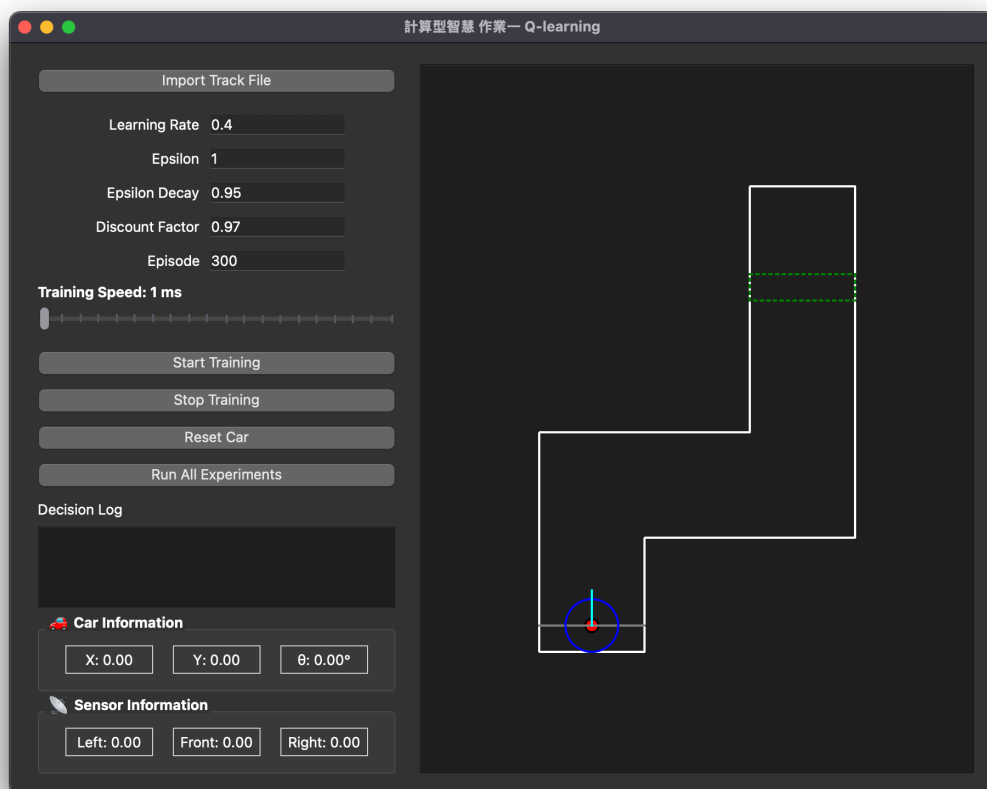 計算型智慧 作業一 Q-learning
Import Track File
Learning Rate 0.4
Epsilon 1
Epsilon Decay 0.95
Discount Factor 0.97
Episode 300
Training Speed: 1 ms
Start Training
Stop Training
Reset Car
Run All Experiments
Decision Log
🚗 Car Information
X: 0.00 Y: 0.00 θ: 0.00°
📡 Sensor Information
Left: 0.00 Front: 0.00 Right: 0.00